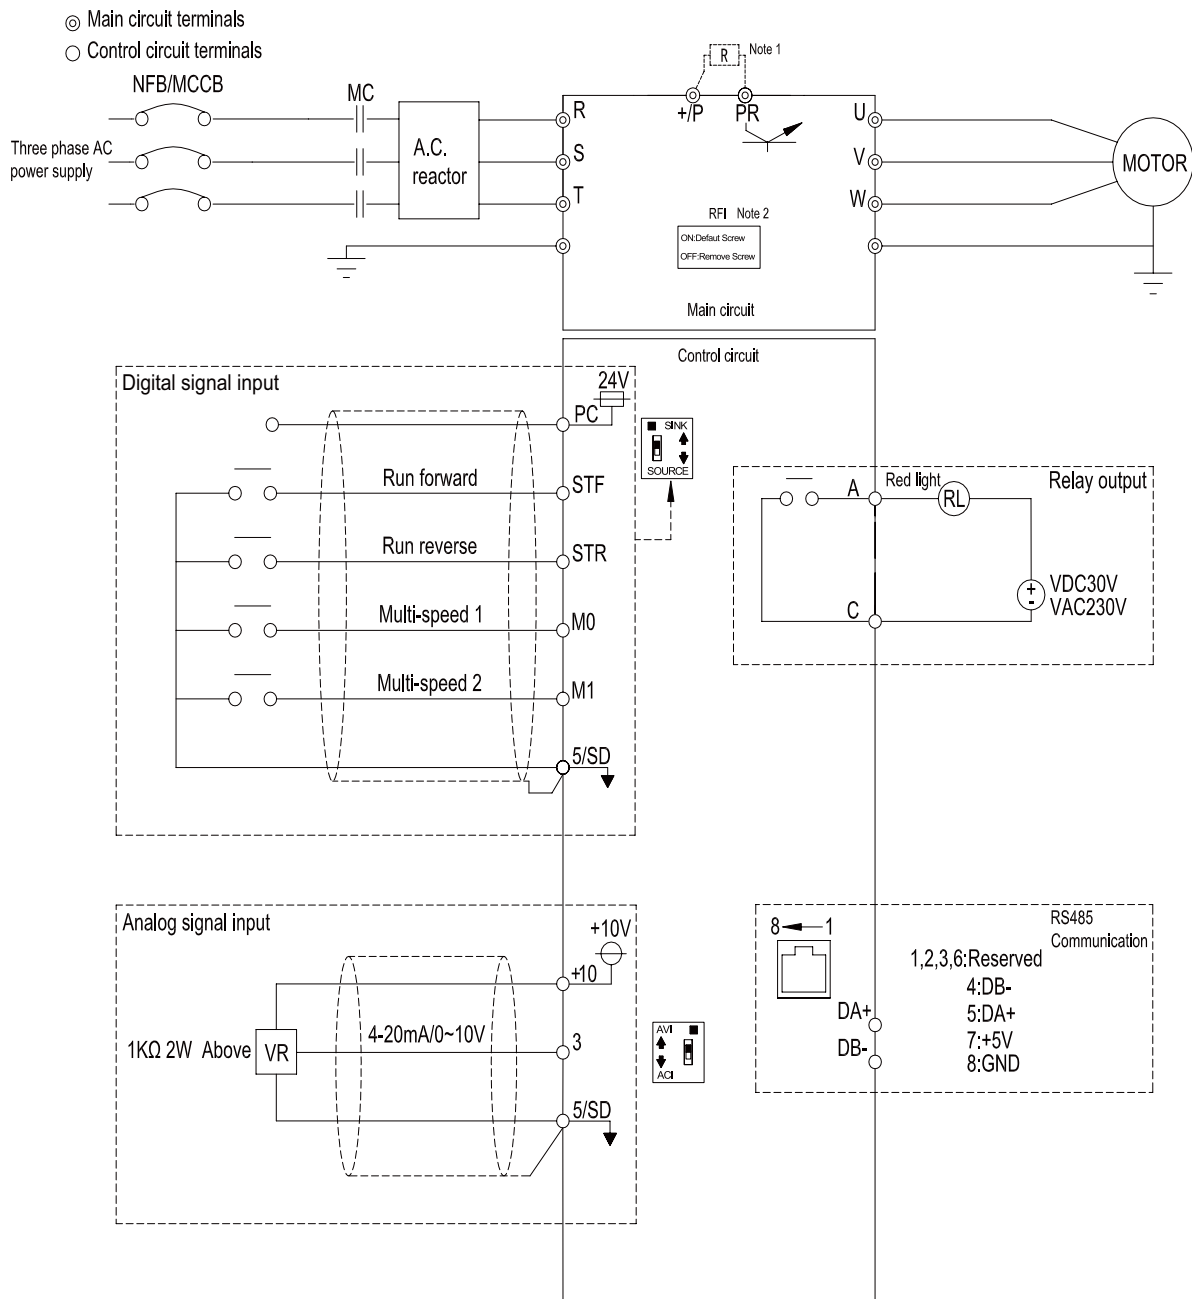 Main circuit terminals
Control circuit terminals
NFB/MCCB
MC
Three phase AC
power supply
A.C.
reactor
R
S
T
R
Note 1
+/P
PR
U
V
W
MOTOR
RFI Note 2
ON:Defaut Screw
OFF:Remove Screw
Main circuit
Control circuit
Digital signal input
24V
PC
SINK
SOURCE
Run forward
STF
Run reverse
STR
Multi-speed 1
M0
Multi-speed 2
M1
5/SD
Relay output
A
Red light
RL
+
-
VDC30V
VAC230V
C
Analog signal input
+10V
+10
4-20mA/0~10V
3
1KΩ 2W Above
VR
5/SD
AVI
ACI
RS485
Communication
8
1
1,2,3,6:Reserved
4:DB-
5:DA+
7:+5V
8:GND
DA+
DB-